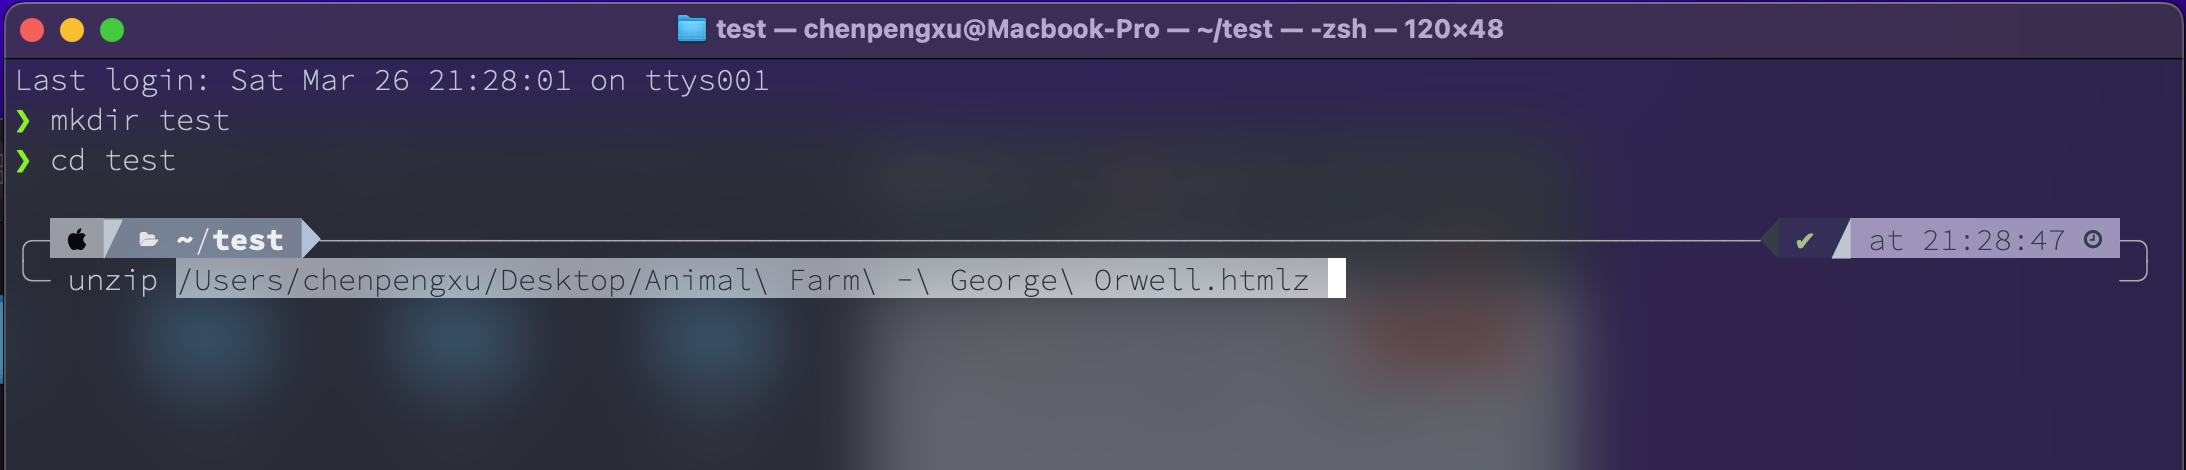 test — chenpengxu@Macbook-Pro — ~/test — -zsh — 120×48
Last login: Sat Mar 26 21:28:01 on ttys001
❯ mkdir test
❯ cd test
~/test ✔ at 21:28:47
unzip /Users/chenpengxu/Desktop/Animal\ Farm\ -\ George\ Orwell.htmlz